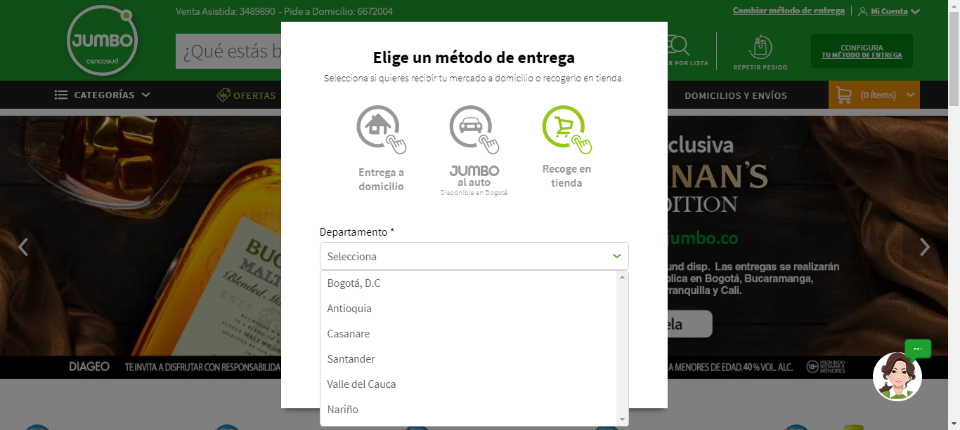 Venta Asistida: 3489890 - Pide a Domicilio: 6672004
Cambiar método de entrega
Mi Cuenta
JUMBO
cencosud
¿Qué estás b
R POR LISTA
REPETIR PEDIDO
CONFIGURA
TU MÉTODO DE ENTREGA
CATEGORÍAS
OFERTAS
DOMICILIOS Y ENVÍOS
(0 ítems)
Elige un método de entrega
Selecciona si quieres recibir tu mercado a domicilio o recogerlo en tienda.
Entrega a
domicilio
JUMBO
al auto
Disponible en Bogotá
Recoge en
tienda
Departamento *
Selecciona
Bogotá, D.C
Antioquia
Casanare
Santander
Valle del Cauca
Nariño
xclusiva
NAN'S
DITION
jumbo.co
und disp. Las entregas se realizarán
plica en Bogotá, Bucaramanga,
rranquilla y Cali.
ela
BUC
MALT
Blended Ma
DIAGEO
TE INVITA A DISFRUTAR CON RESPONSABILIDA
A MENORES DE EDAD. 40% VOL. ALC.